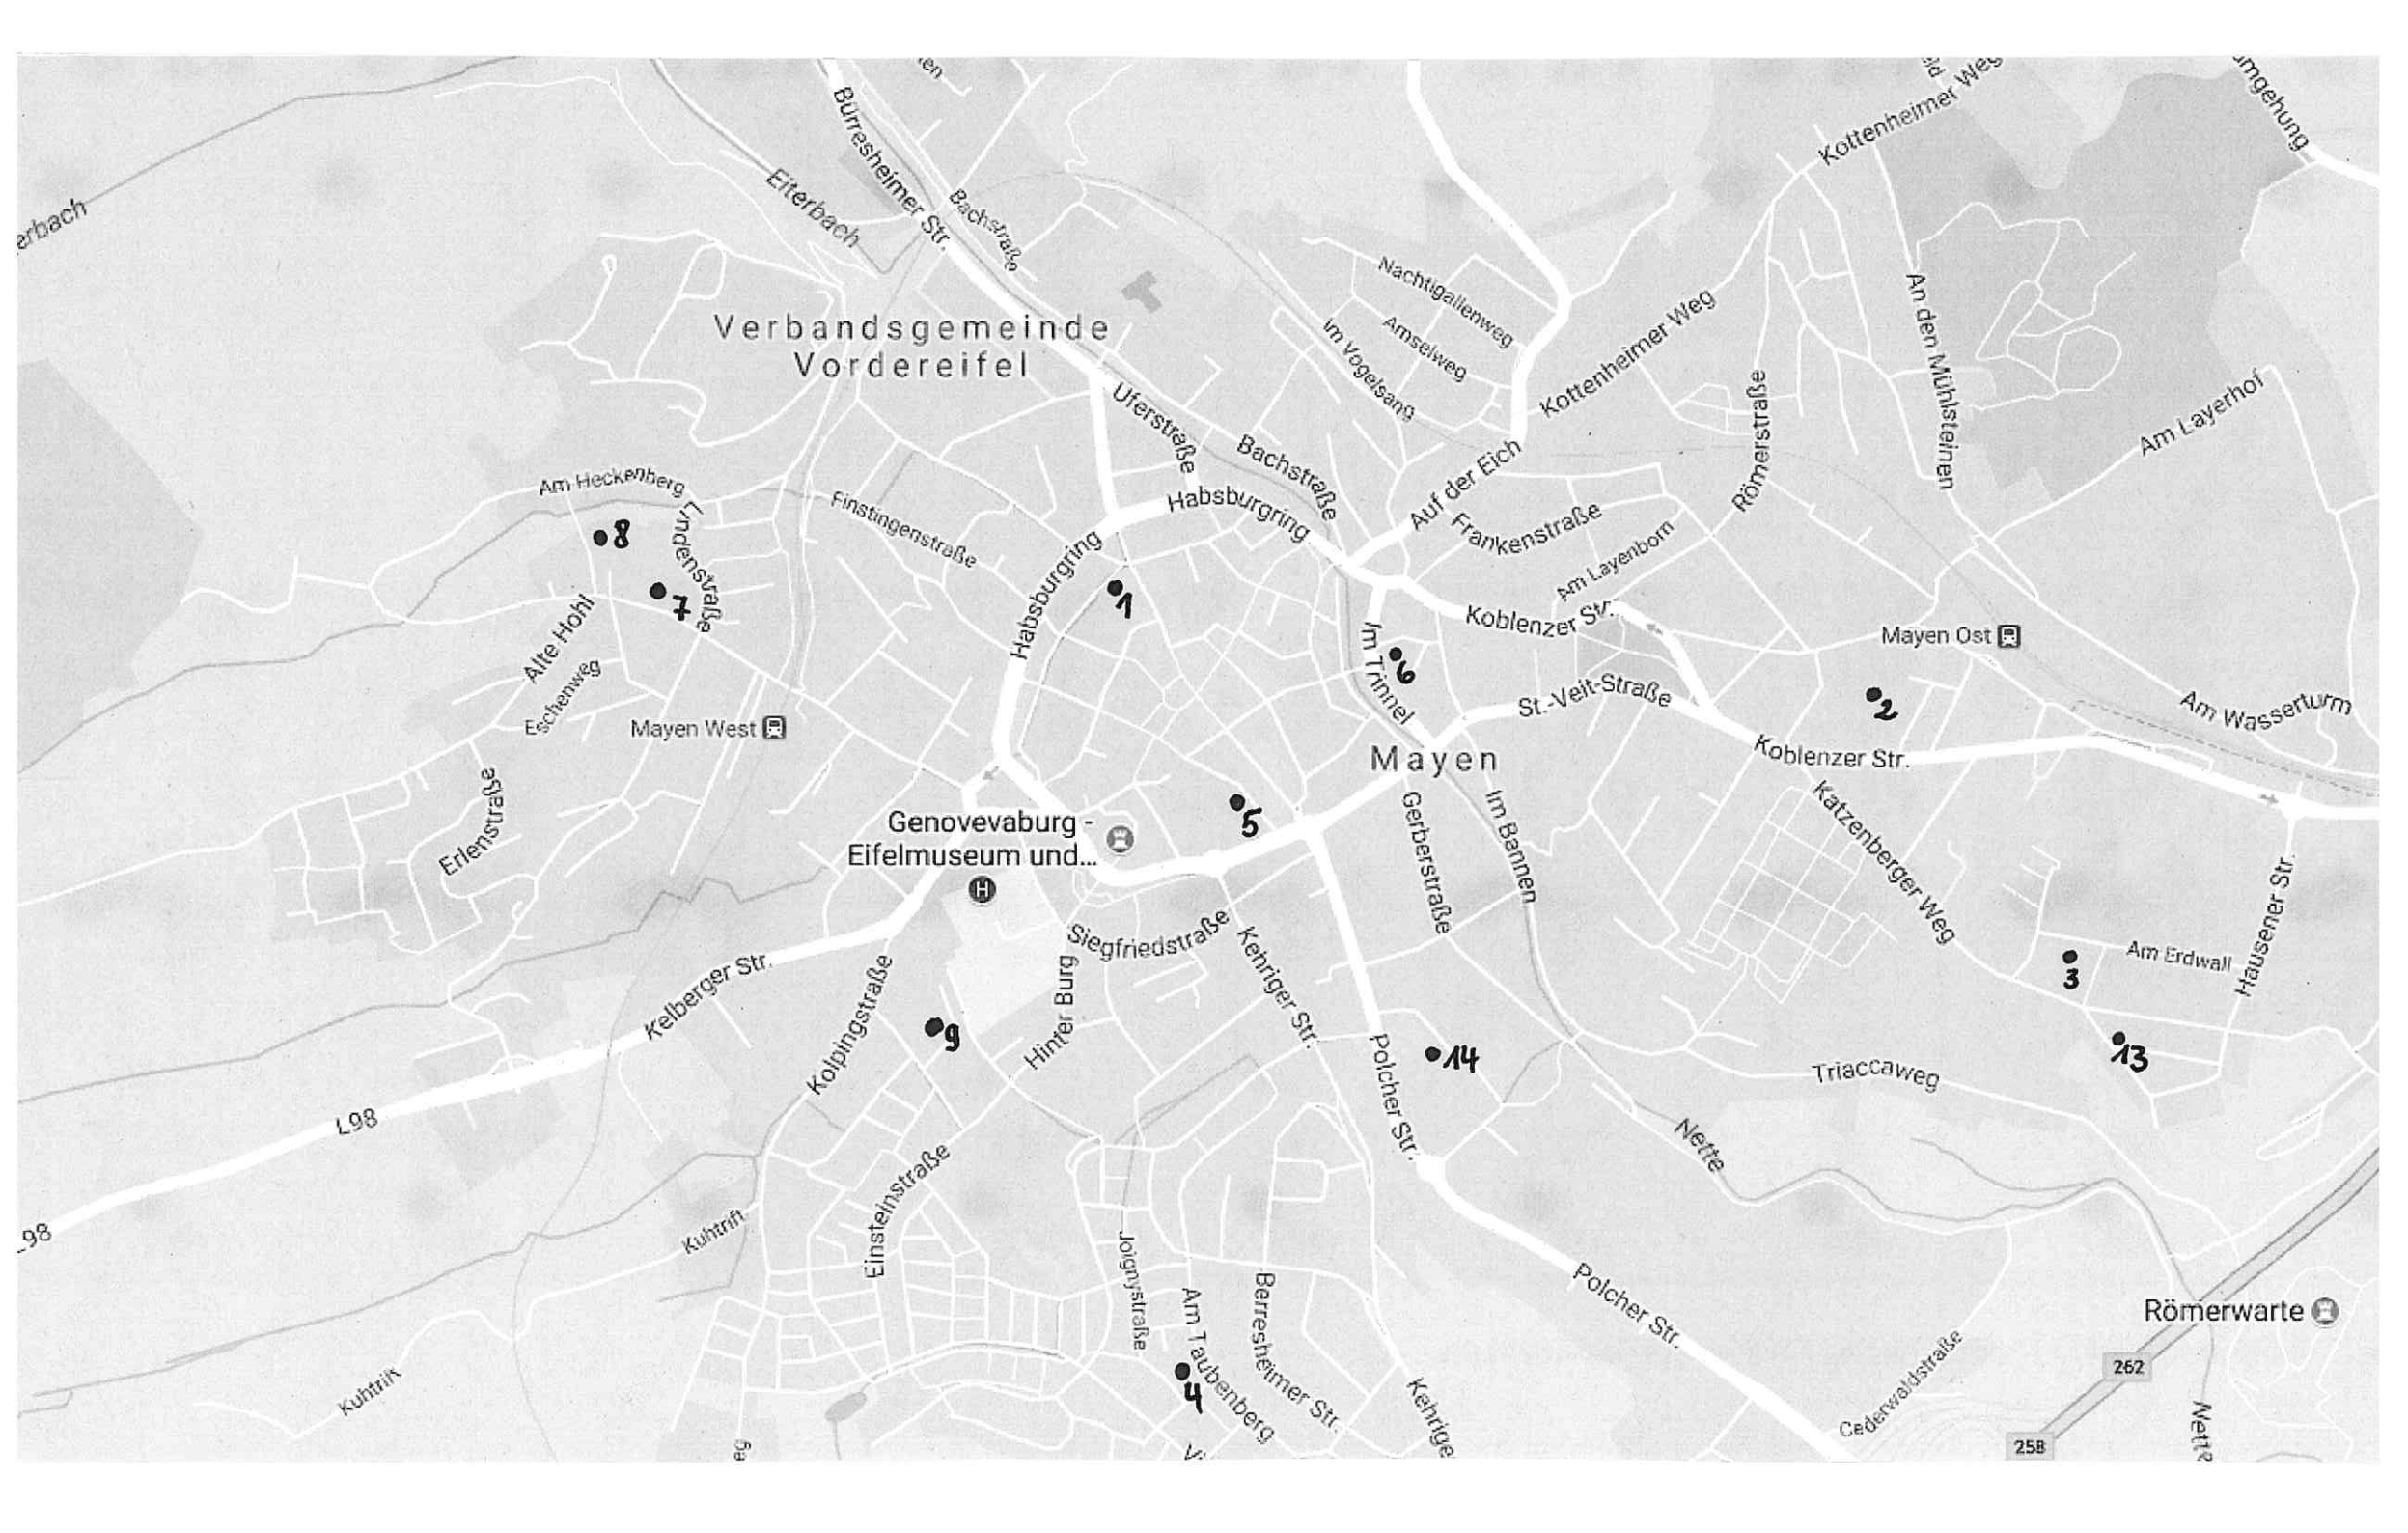 Bürresheimer Str.
Eiterbach
Bachstraße
Kottenheimer Weg
erbach
Verbandsgemeinde
Vordereifel
Nachtigallenweg
Amselweg
Im Vogelsang
Kottenheimer Weg
An den Mühlsteinen
Römerstraße
Am Layerhof
Uferstraße
Bachstraße
Habsburgring
Auf der Eich
Frankenstraße
Am Layenborn
Am Heckenberg
Lindenstraße
Finstingenstraße
Habsburgring
8
7
1
Alte Hohl
Eschenweg
Mayen West
Koblenzer Str.
Im Trinnel
6
St.-Veit-Straße
Mayen Ost
2
Am Wasserturm
Mayen
Koblenzer Str.
Erlenstraße
Genovevaburg -
Eifelmuseum und...
H
5
Gerberstraße
Im Bannen
Katzenberger Weg
Siegfriedstraße
Kehriger Str.
Hinter Burg
Kelberger Str.
Kolpingstraße
9
Am Erdwall
Hausener Str.
3
13
14
Polcher Str.
Triaccaweg
Nette
L98
Kuhtrift
Einsteinstraße
Joignystraße
Am Taubenberg
Berresheimer Str.
4
Polcher Str.
Kehrige
Kuhtrift
Römerwarte
262
Cederwaldstraße
258
Nette